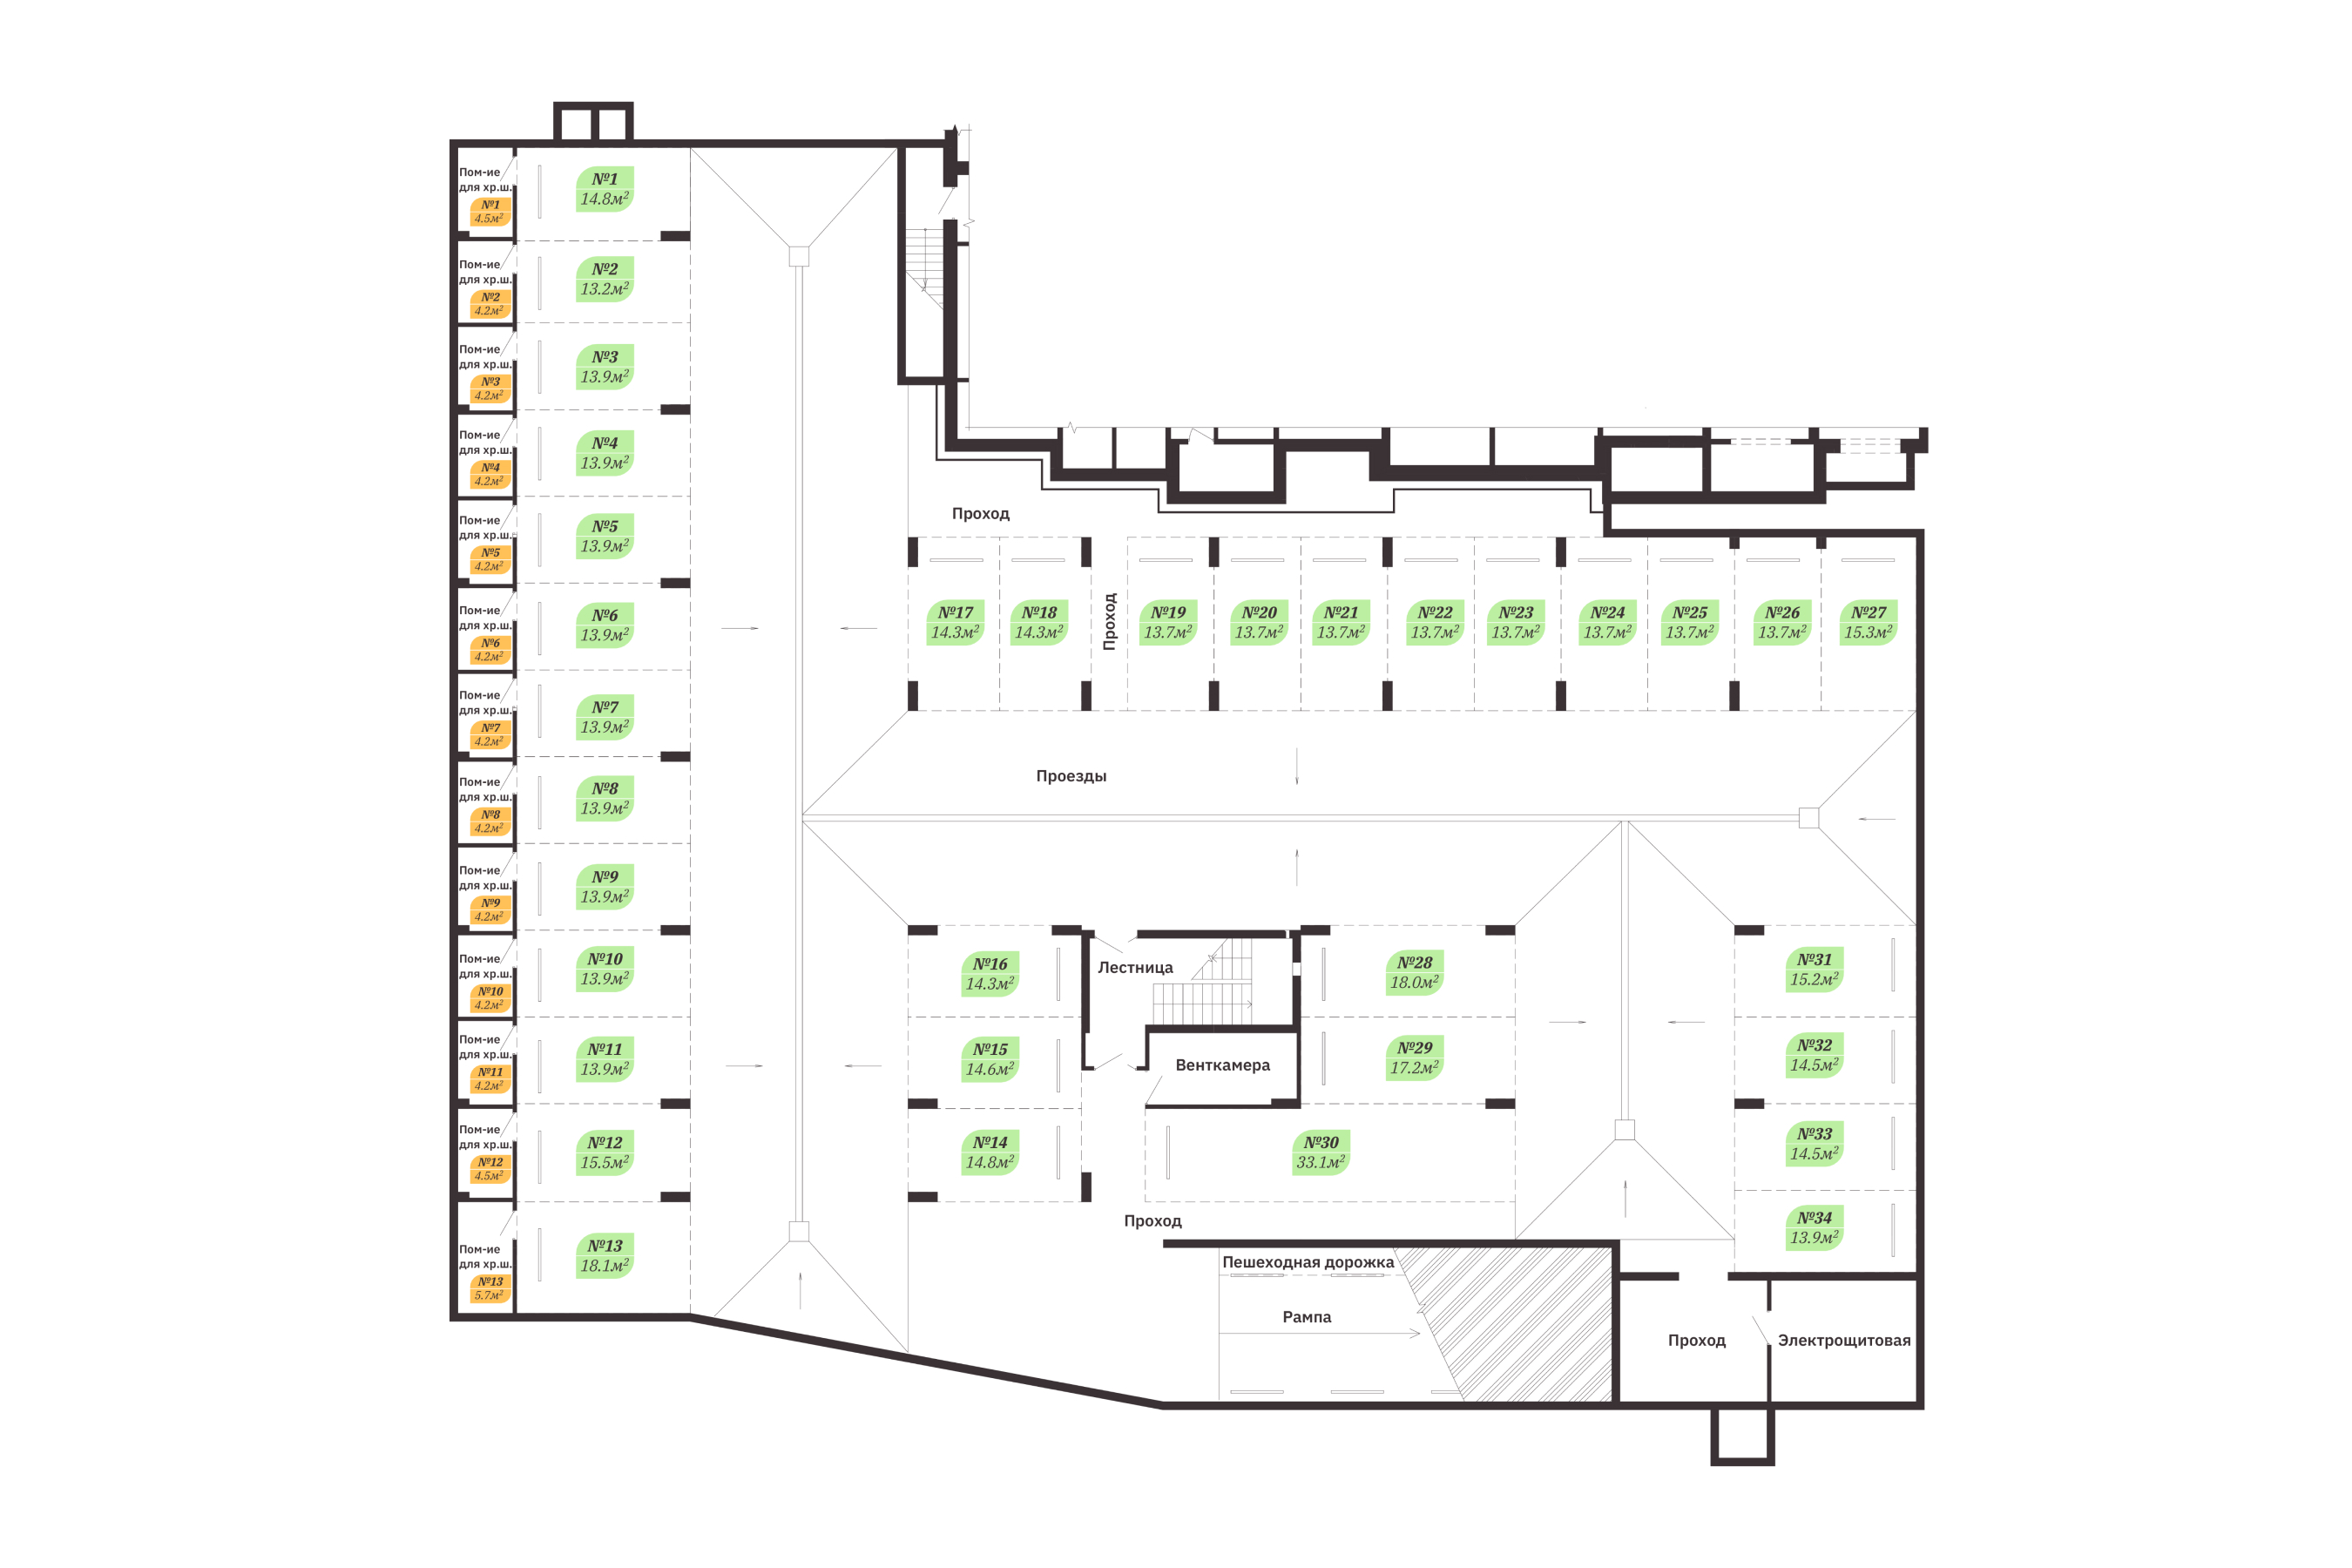 Пом-ие
для хр.ш.
№1
4.5м²
№1
14.8м²
Пом-ие
для хр.ш.
№2
4.2м²
№2
13.2м²
Пом-ие
для хр.ш.
№3
4.2м²
№3
13.9м²
Пом-ие
для хр.ш.
№4
4.2м²
№4
13.9м²
Пом-ие
для хр.ш.
№5
4.2м²
№5
13.9м²
Пом-ие
для хр.ш.
№6
4.2м²
№6
13.9м²
Пом-ие
для хр.ш.
№7
4.2м²
№7
13.9м²
Пом-ие
для хр.ш.
№8
4.2м²
№8
13.9м²
Пом-ие
для хр.ш.
№9
4.2м²
№9
13.9м²
Пом-ие
для хр.ш.
№10
4.2м²
№10
13.9м²
Пом-ие
для хр.ш.
№11
4.2м²
№11
13.9м²
Пом-ие
для хр.ш.
№12
4.5м²
№12
15.5м²
Пом-ие
для хр.ш.
№13
5.7м²
№13
18.1м²
Проход
№17
14.3м²
№18
14.3м²
Проход
№19
13.7м²
№20
13.7м²
№21
13.7м²
№22
13.7м²
№23
13.7м²
№24
13.7м²
№25
13.7м²
№26
13.7м²
№27
15.3м²
Проезды
№16
14.3м²
№15
14.6м²
№14
14.8м²
Лестница
Венткамера
№28
18.0м²
№29
17.2м²
№30
33.1м²
№31
15.2м²
№32
14.5м²
№33
14.5м²
№34
13.9м²
Проход
Пешеходная дорожка
Рампа
Проход
Электрощитовая